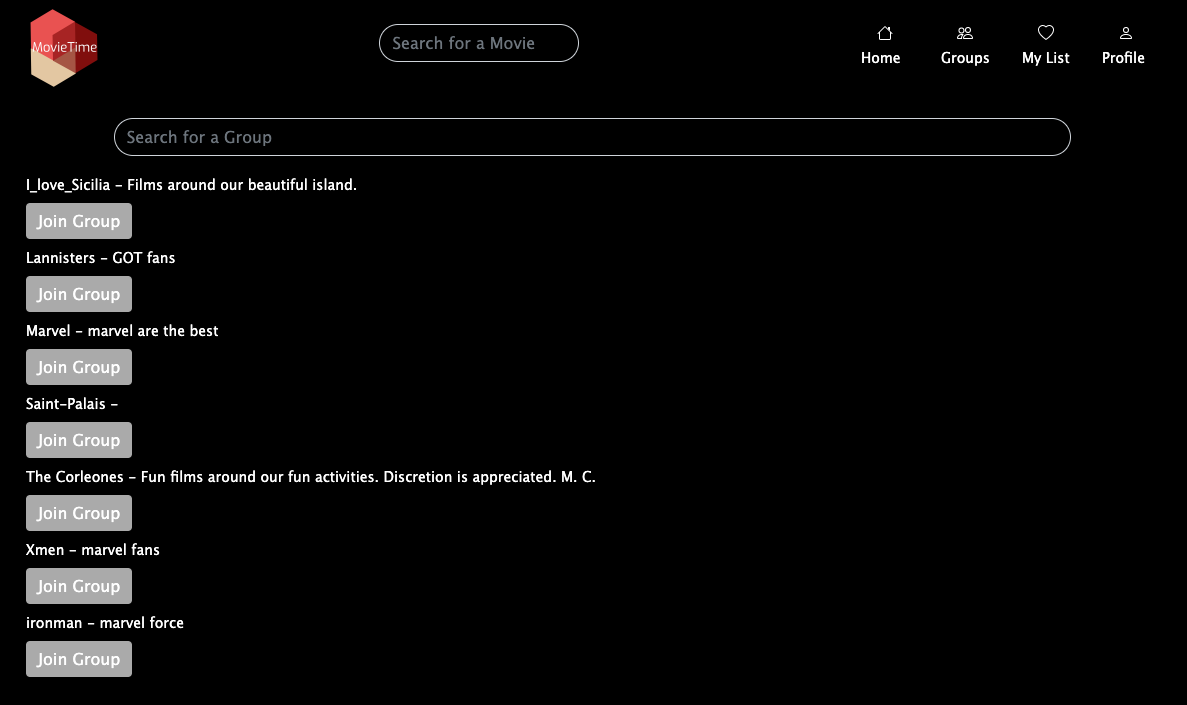 MovieTime
Search for a Movie
Home
Groups
My List
Profile
Search for a Group
I_love_Sicilia - Films around our beautiful island.
Join Group
Lannisters - GOT fans
Join Group
Marvel - marvel are the best
Join Group
Saint-Palais -
Join Group
The Corleones - Fun films around our fun activities. Discretion is appreciated. M. C.
Join Group
Xmen - marvel fans
Join Group
ironman - marvel force
Join Group